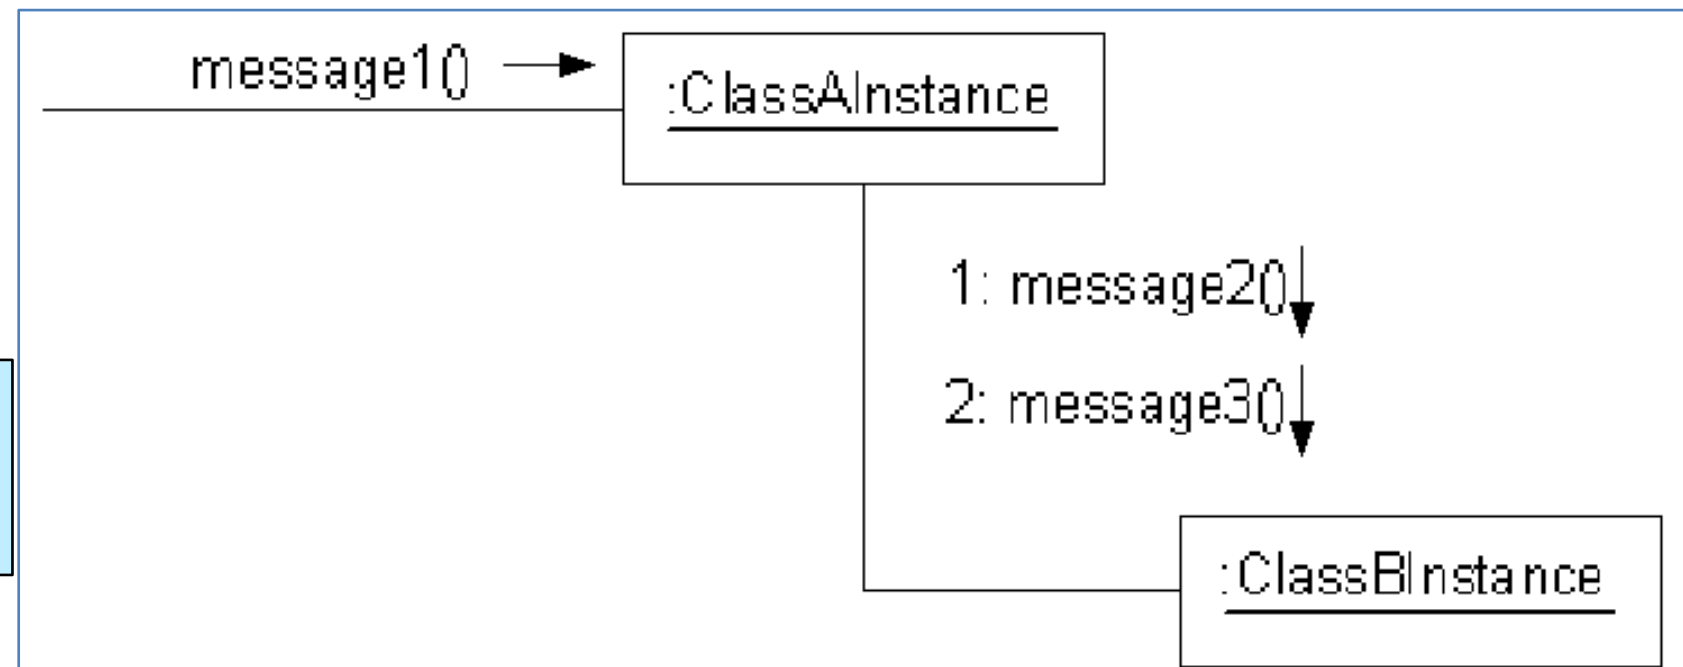 message1()
:ClassAInstance
1: message2()
2: message3()
:ClassBInstance